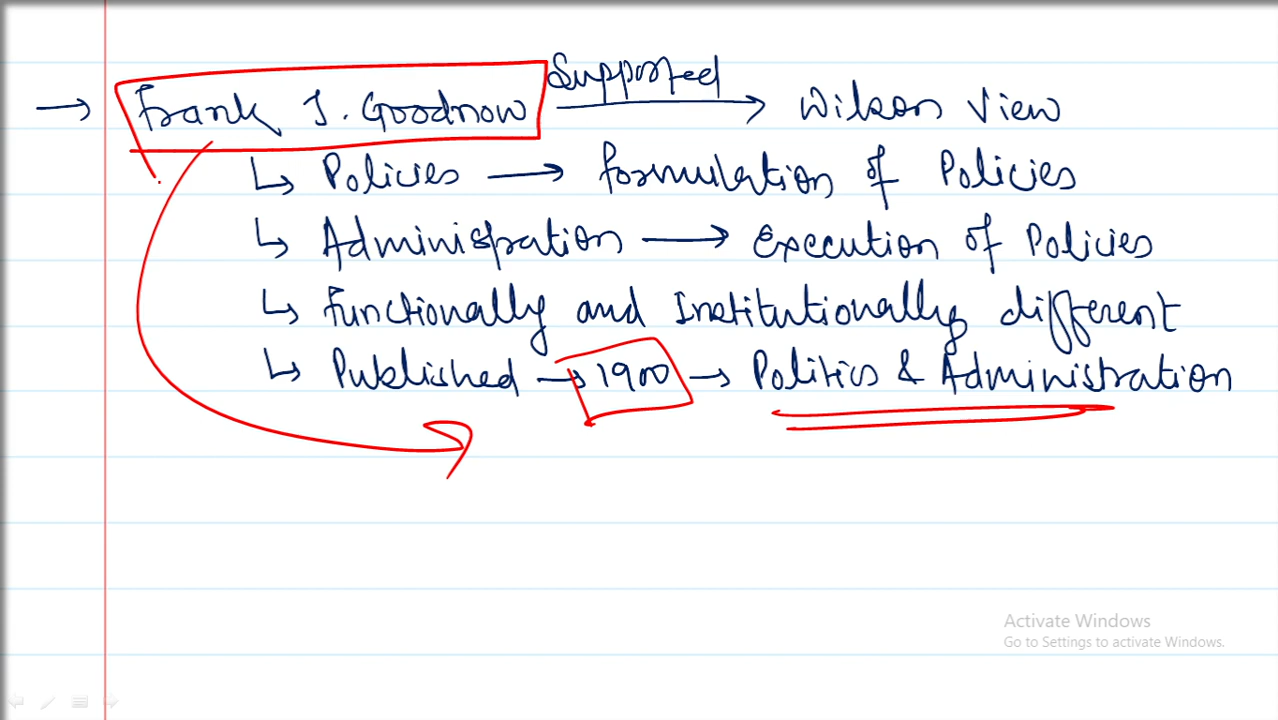 → Frank J. Goodnow Supported → Wilson View
↳ Policies → Formulation of Policies
↳ Administration → Execution of Policies
↳ Functionally and Institutionally different
↳ Published → 1900 → Politics & Administration
Activate Windows
Go to Settings to activate Windows.